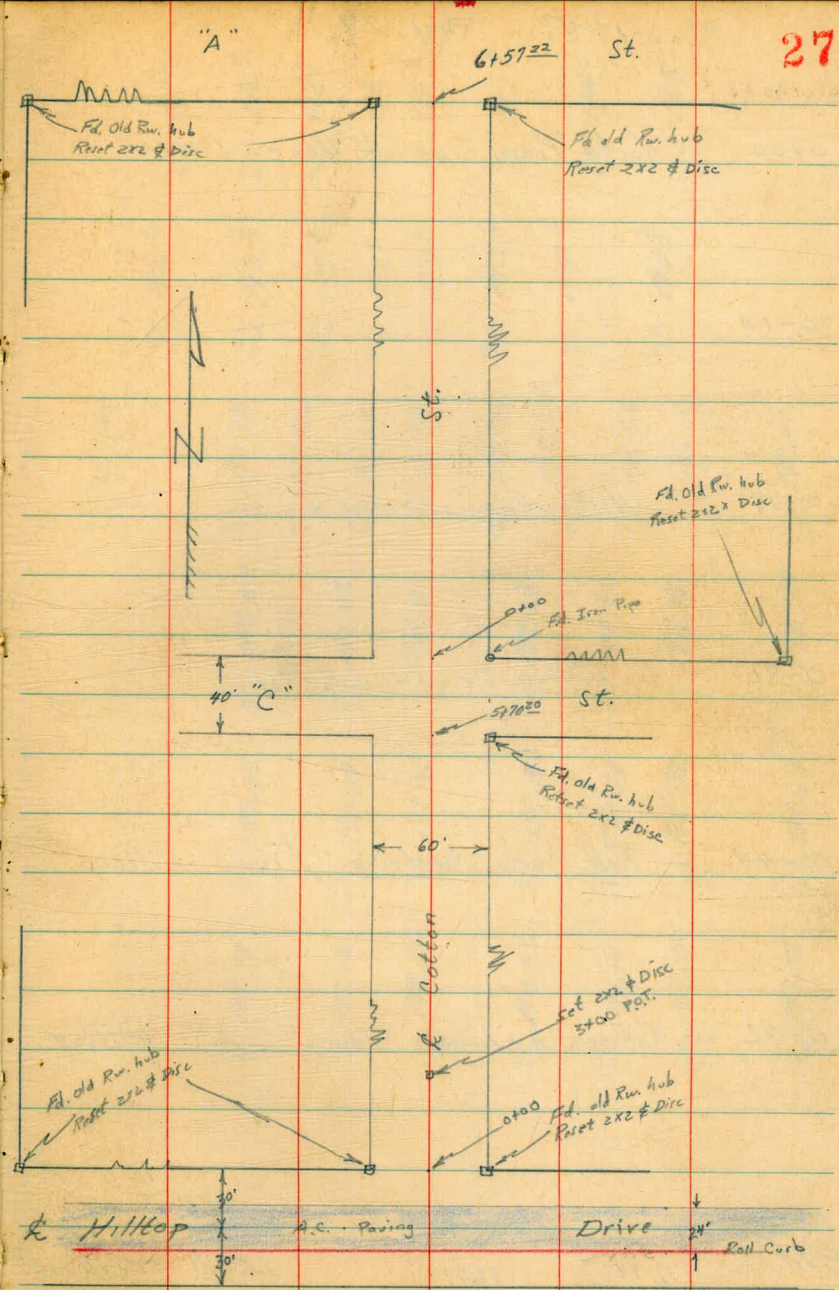 "A"
6+57 22
St.
27
Fd. Old Rw. hub
Reset 2x2 & Disc
Fd old Rw. hub
Reset 2x2 & Disc
N
St.
Fd. Old Rw. hub
Reset 2x2 & Disc
0+00
Fd. Iron Pipe
40' "C"
St.
5+70 20
Fd. old Rw. hub
Retset 2x2 & Disc
60'
℄ Cotton
Set 2x2 & Disc
3+00 P.O.T.
Fd. old Rw. hub
Reset 2x2 & Disc
0+00
Fd. old Rw. hub
Reset 2x2 & Disc
30'
℄ Hilltop
A.C. Paving
Drive
24'
Roll Curb
30'